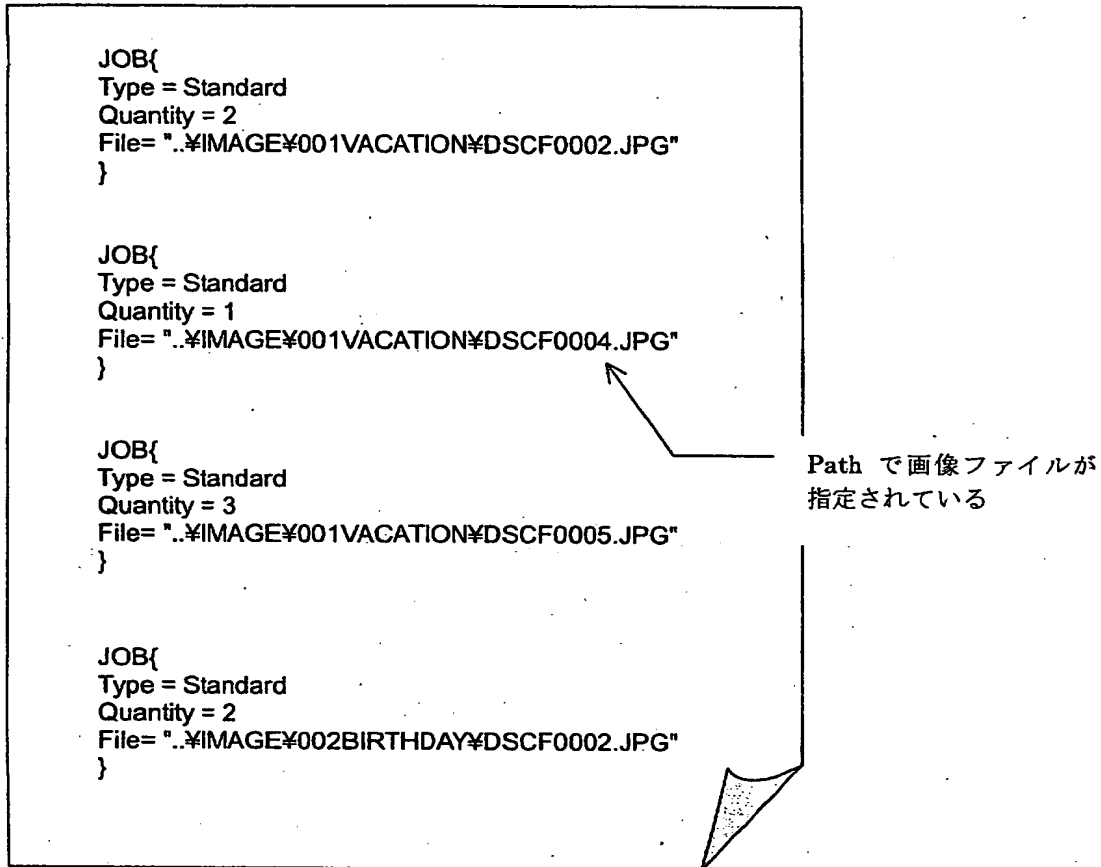 JOB{
Type = Standard
Quantity = 2
File= "..¥IMAGE¥001VACATION¥DSCF0002.JPG"
}
JOB{
Type = Standard
Quantity = 1
File= "..¥IMAGE¥001VACATION¥DSCF0004.JPG"
}
JOB{
Type = Standard
Quantity = 3
File= "..¥IMAGE¥001VACATION¥DSCF0005.JPG"
}
JOB{
Type = Standard
Quantity = 2
File= "..¥IMAGE¥002BIRTHDAY¥DSCF0002.JPG"
}
Path で画像ファイルが
指定されている